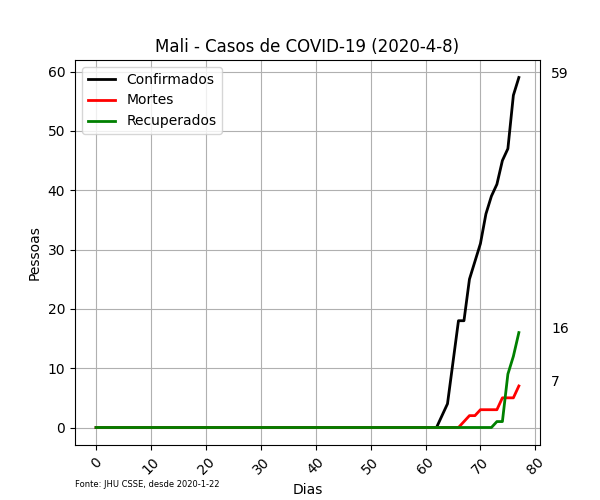 Mali - Casos de COVID-19 (2020-4-8)
Confirmados
Mortes
Recuperados
Pessoas
60
50
40
30
20
10
0
59
16
7
0 10 20 30 40 50 60 70 80
Dias
Fonte: JHU CSSE, desde 2020-1-22